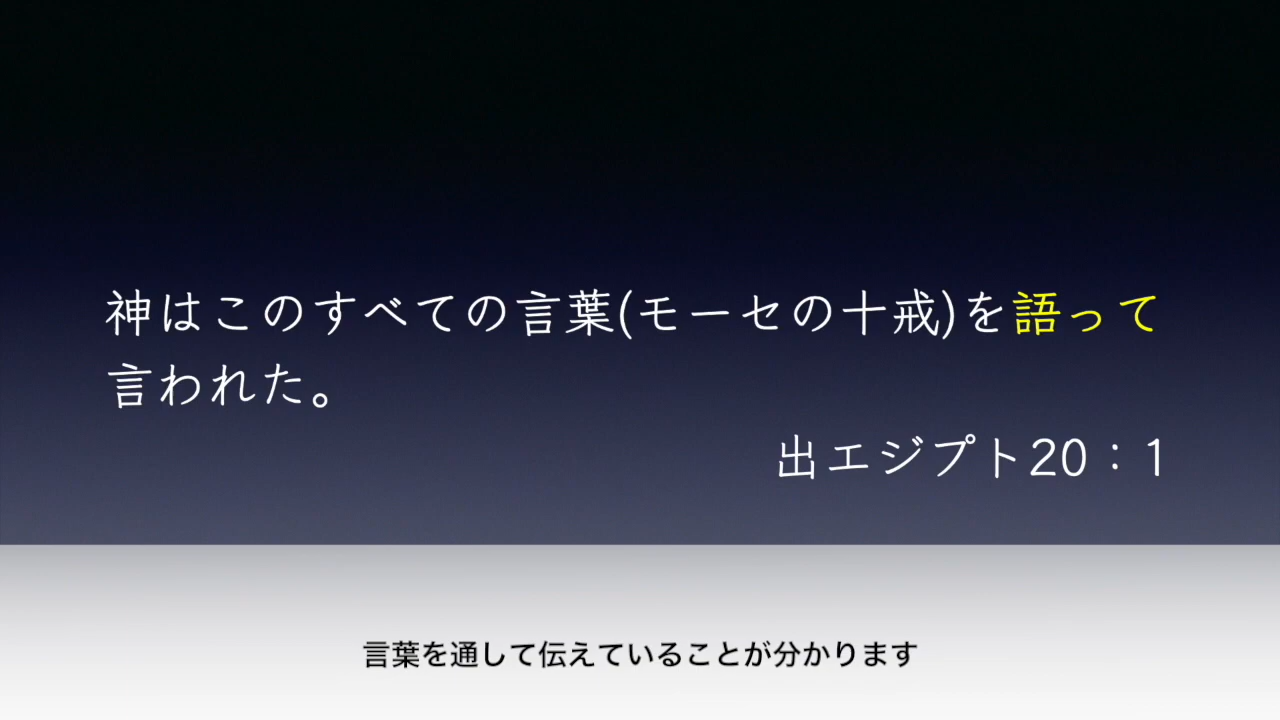 神はこのすべての言葉(モーセの十戒)を語って
言われた。
出エジプト20：1
言葉を通して伝えていることが分かります